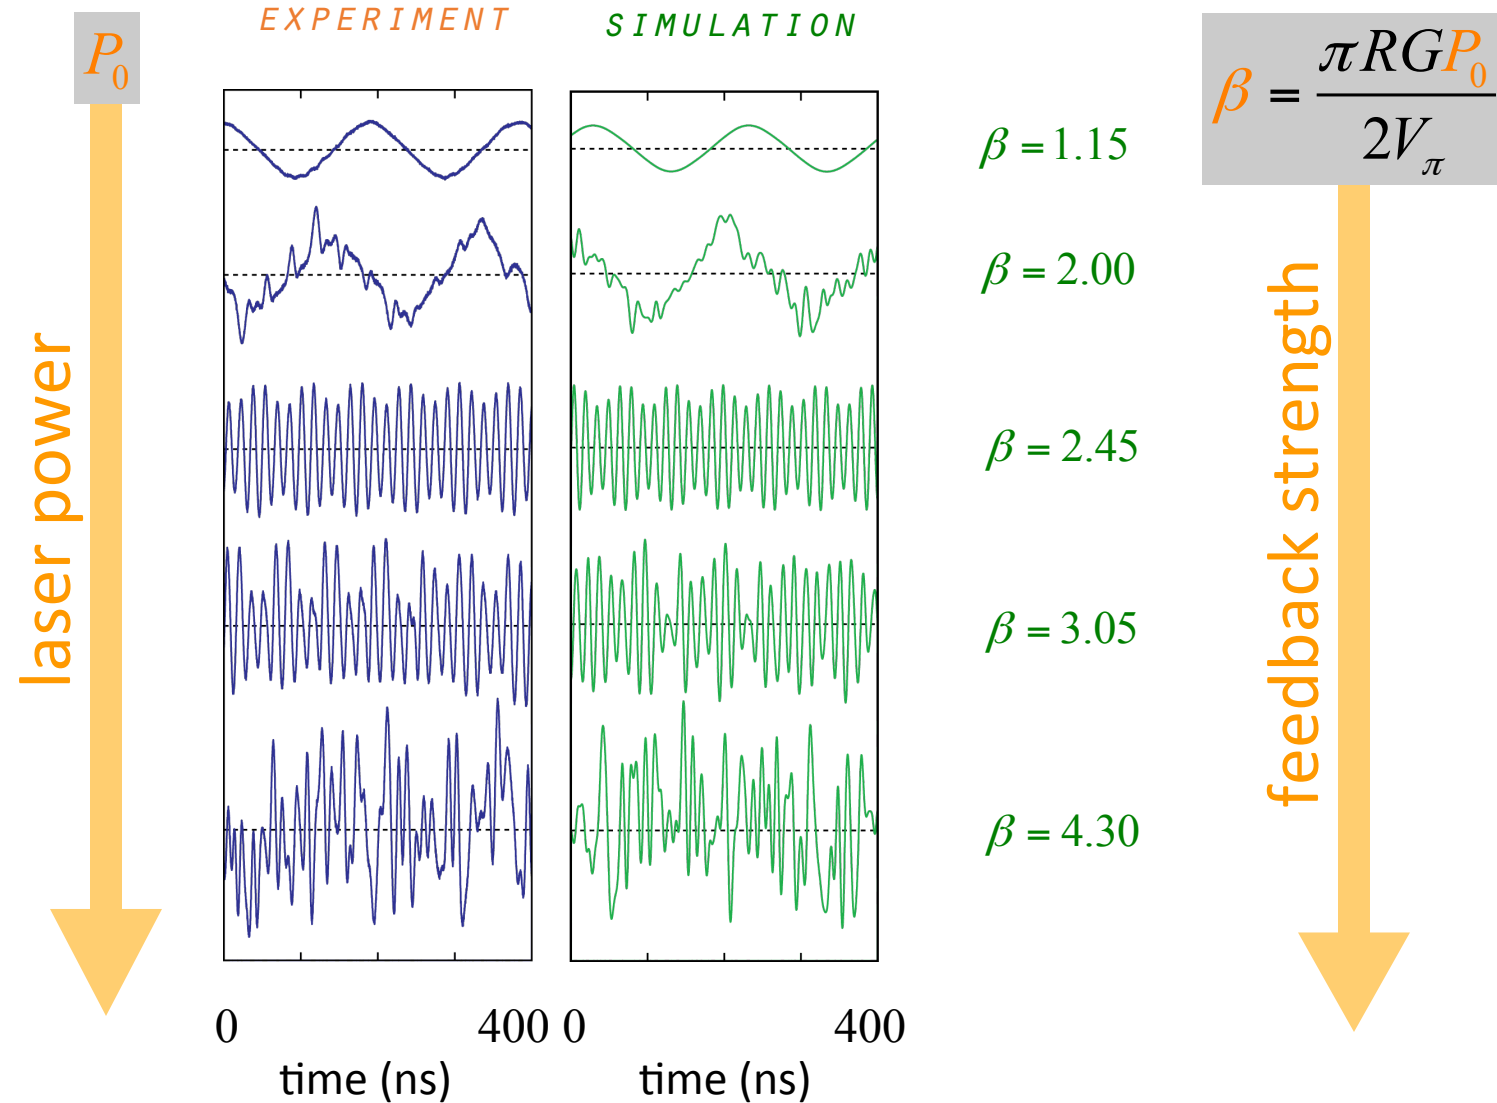 P₀
EXPERIMENT
SIMULATION
β = πRGP₀ / 2V_π
laser power
feedback strength
β = 1.15
β = 2.00
β = 2.45
β = 3.05
β = 4.30
0 400
0 400
time (ns)
time (ns)